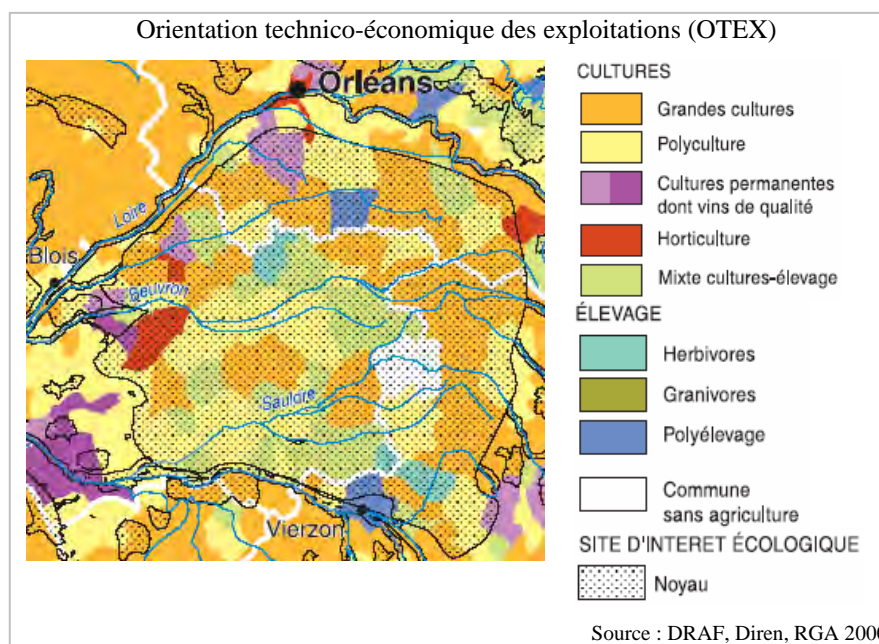 Orientation technico-économique des exploitations (OTEX)
Orléans
Loire
Blois
Beuvron
Sauldre
Vierzon
CULTURES
Grandes cultures
Polyculture
Cultures permanentes
dont vins de qualité
Horticulture
Mixte cultures-élevage
ÉLEVAGE
Herbivores
Granivores
Polyélevage
Commune
sans agriculture
SITE D'INTERET ÉCOLOGIQUE
Noyau
Source : DRAF, Diren, RGA 2000